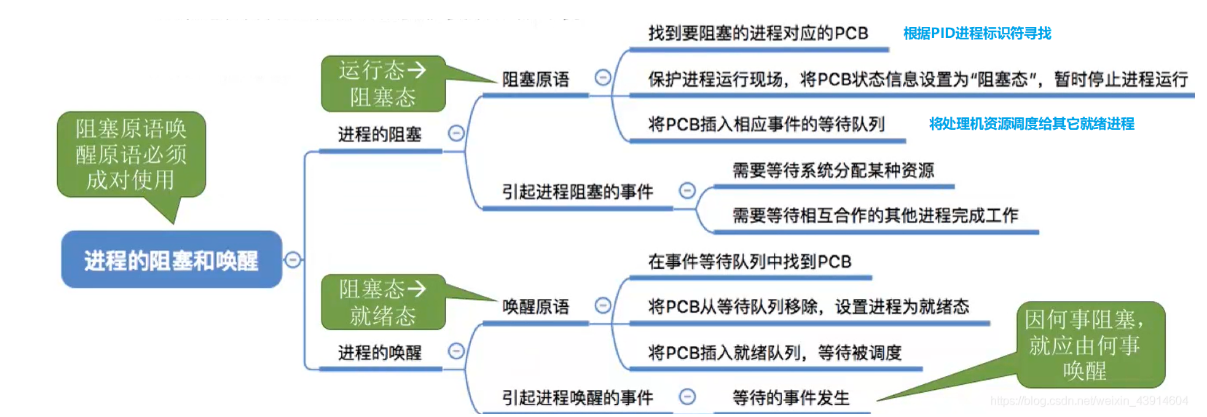 找到要阻塞的进程对应的PCB
根据PID进程标识符寻找
运行态→
阻塞态
阻塞原语
保护进程运行现场，将PCB状态信息设置为“阻塞态”，暂时停止进程运行
将PCB插入相应事件的等待队列
将处理机资源调度给其它就绪进程
进程的阻塞
阻塞原语唤
醒原语必须
成对使用
引起进程阻塞的事件
需要等待系统分配某种资源
需要等待相互合作的其他进程完成工作
进程的阻塞和唤醒
在事件等待队列中找到PCB
阻塞态→
就绪态
唤醒原语
将PCB从等待队列移除，设置进程为就绪态
将PCB插入就绪队列，等待被调度
进程的唤醒
因何事阻塞，
就应由何事
唤醒
引起进程唤醒的事件
等待的事件发生
https://blog.csdn.net/weixin_43914604